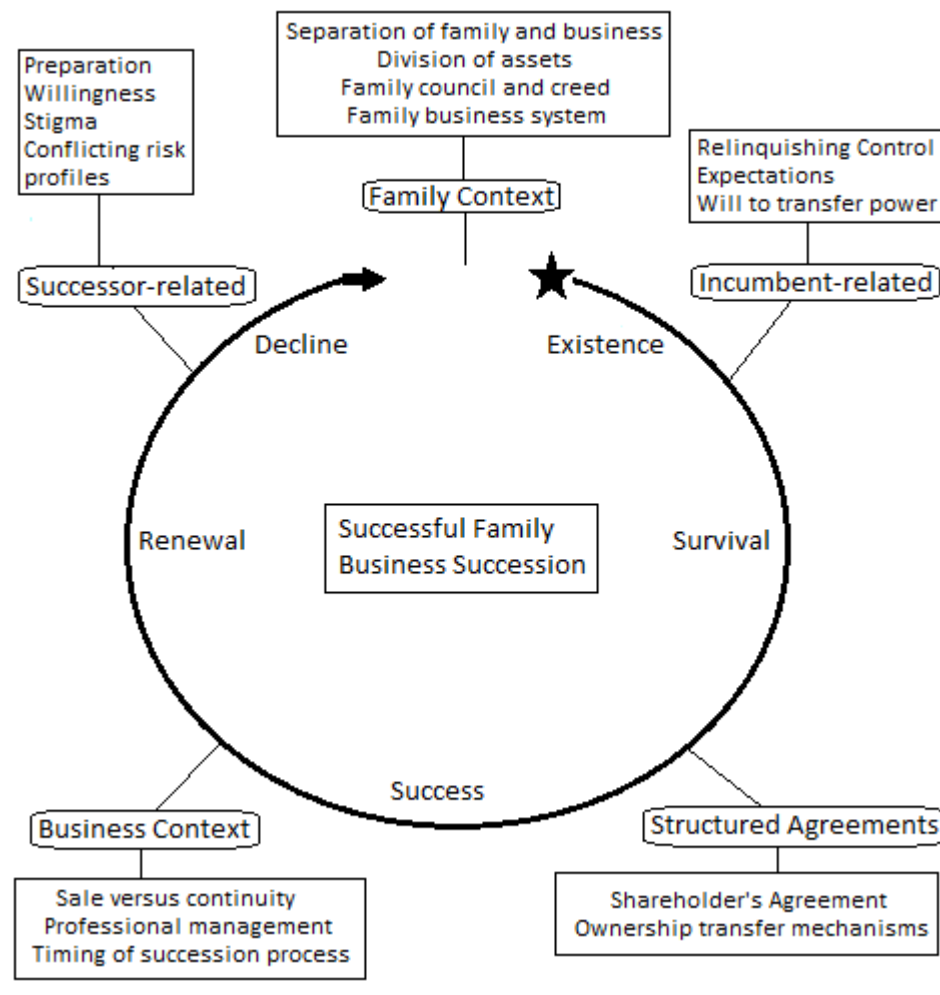 Separation of family and business
Division of assets
Family council and creed
Family business system
Family Context
Preparation
Willingness
Stigma
Conflicting risk
profiles
Successor-related
Relinquishing Control
Expectations
Will to transfer power
Incumbent-related
Decline
Existence
Renewal
Successful Family
Business Succession
Survival
Success
Business Context
Sale versus continuity
Professional management
Timing of succession process
Structured Agreements
Shareholder's Agreement
Ownership transfer mechanisms